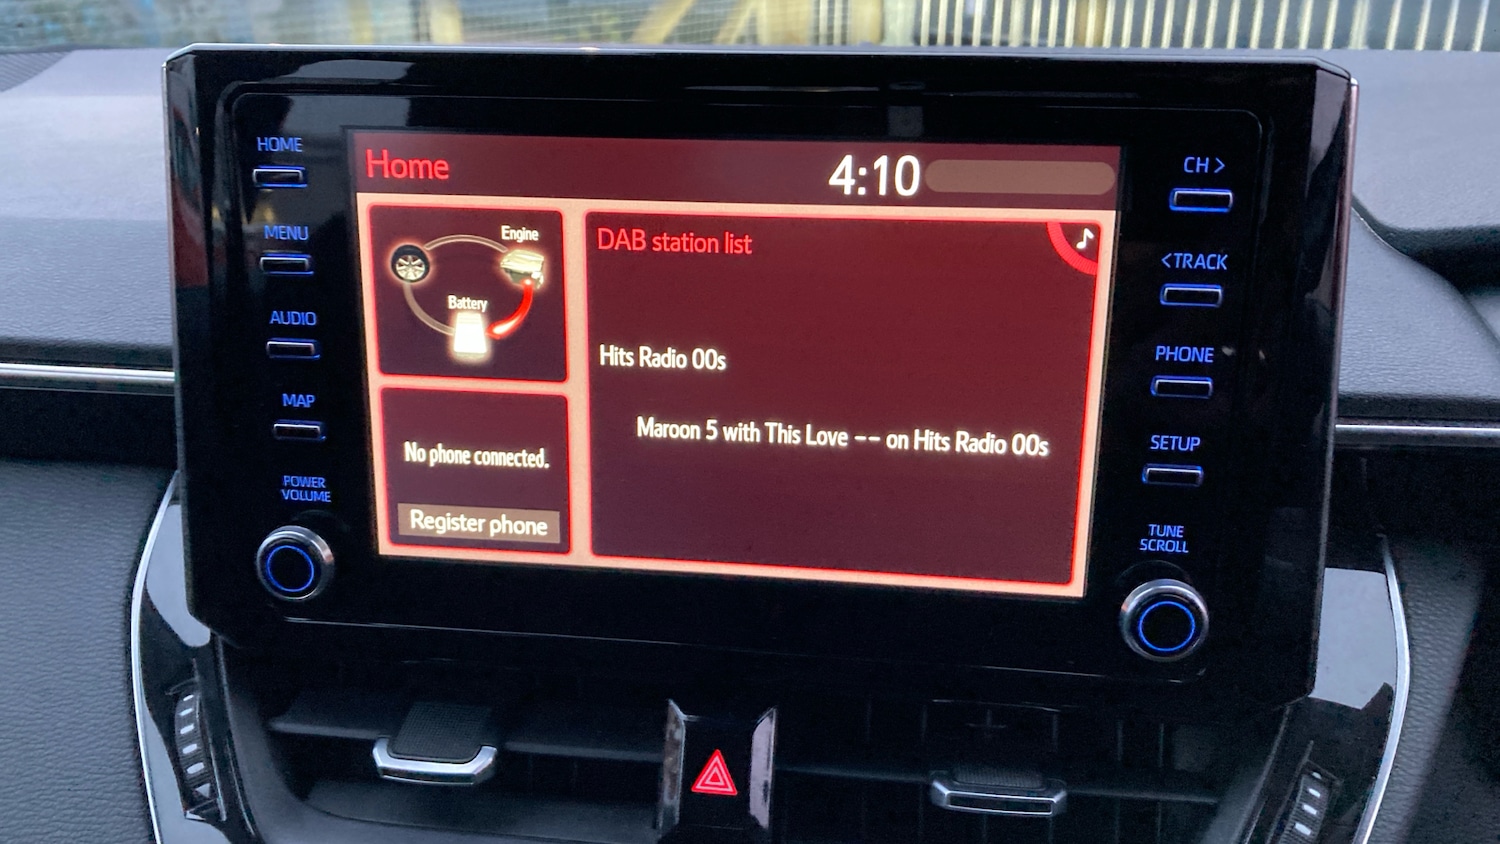 HOME
MENU
AUDIO
MAP
POWER
VOLUME
Home
4:10
Engine
Battery
No phone connected.
Register phone
DAB station list
Hits Radio 00s
Maroon 5 with This Love -- on Hits Radio 00s
CH >
<TRACK
PHONE
SETUP
TUNE
SCROLL